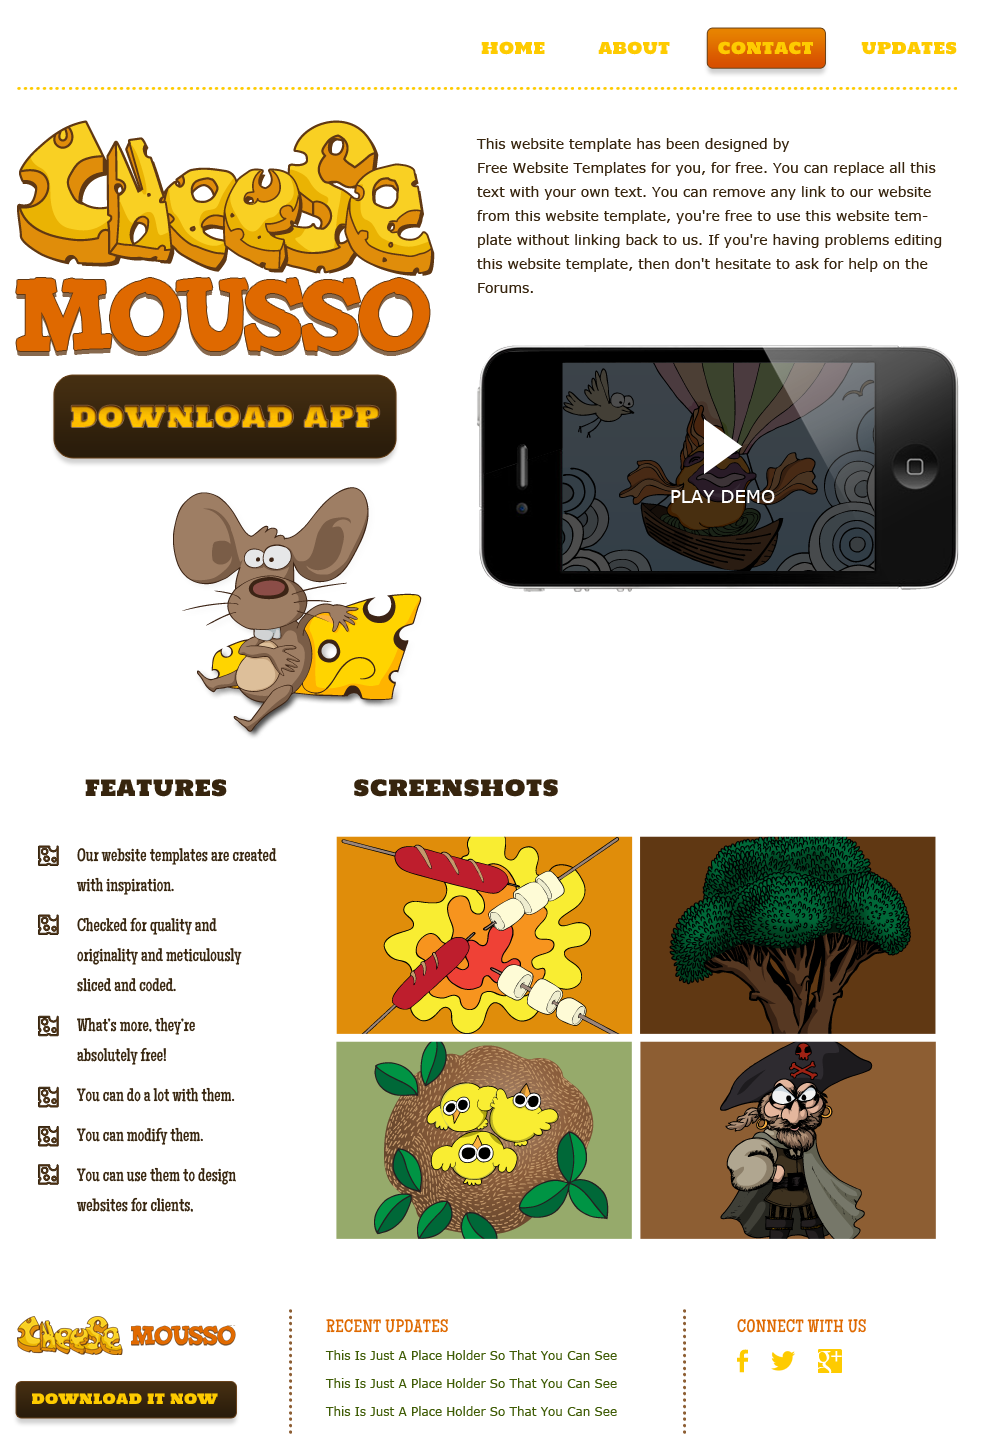 HOME ABOUT CONTACT UPDATES
Cheese
MOUSSO
DOWNLOAD APP
This website template has been designed by
Free Website Templates for you, for free. You can replace all this
text with your own text. You can remove any link to our website
from this website template, you're free to use this website tem-
plate without linking back to us. If you're having problems editing
this website template, then don't hesitate to ask for help on the
Forums.
PLAY DEMO
FEATURES
Our website templates are created
with inspiration.
Checked for quality and
originality and meticulously
sliced and coded.
What's more, they're
absolutely free!
You can do a lot with them.
You can modify them.
You can use them to design
websites for clients.
SCREENSHOTS
Cheese MOUSSO
DOWNLOAD IT NOW
RECENT UPDATES
This Is Just A Place Holder So That You Can See
This Is Just A Place Holder So That You Can See
This Is Just A Place Holder So That You Can See
CONNECT WITH US